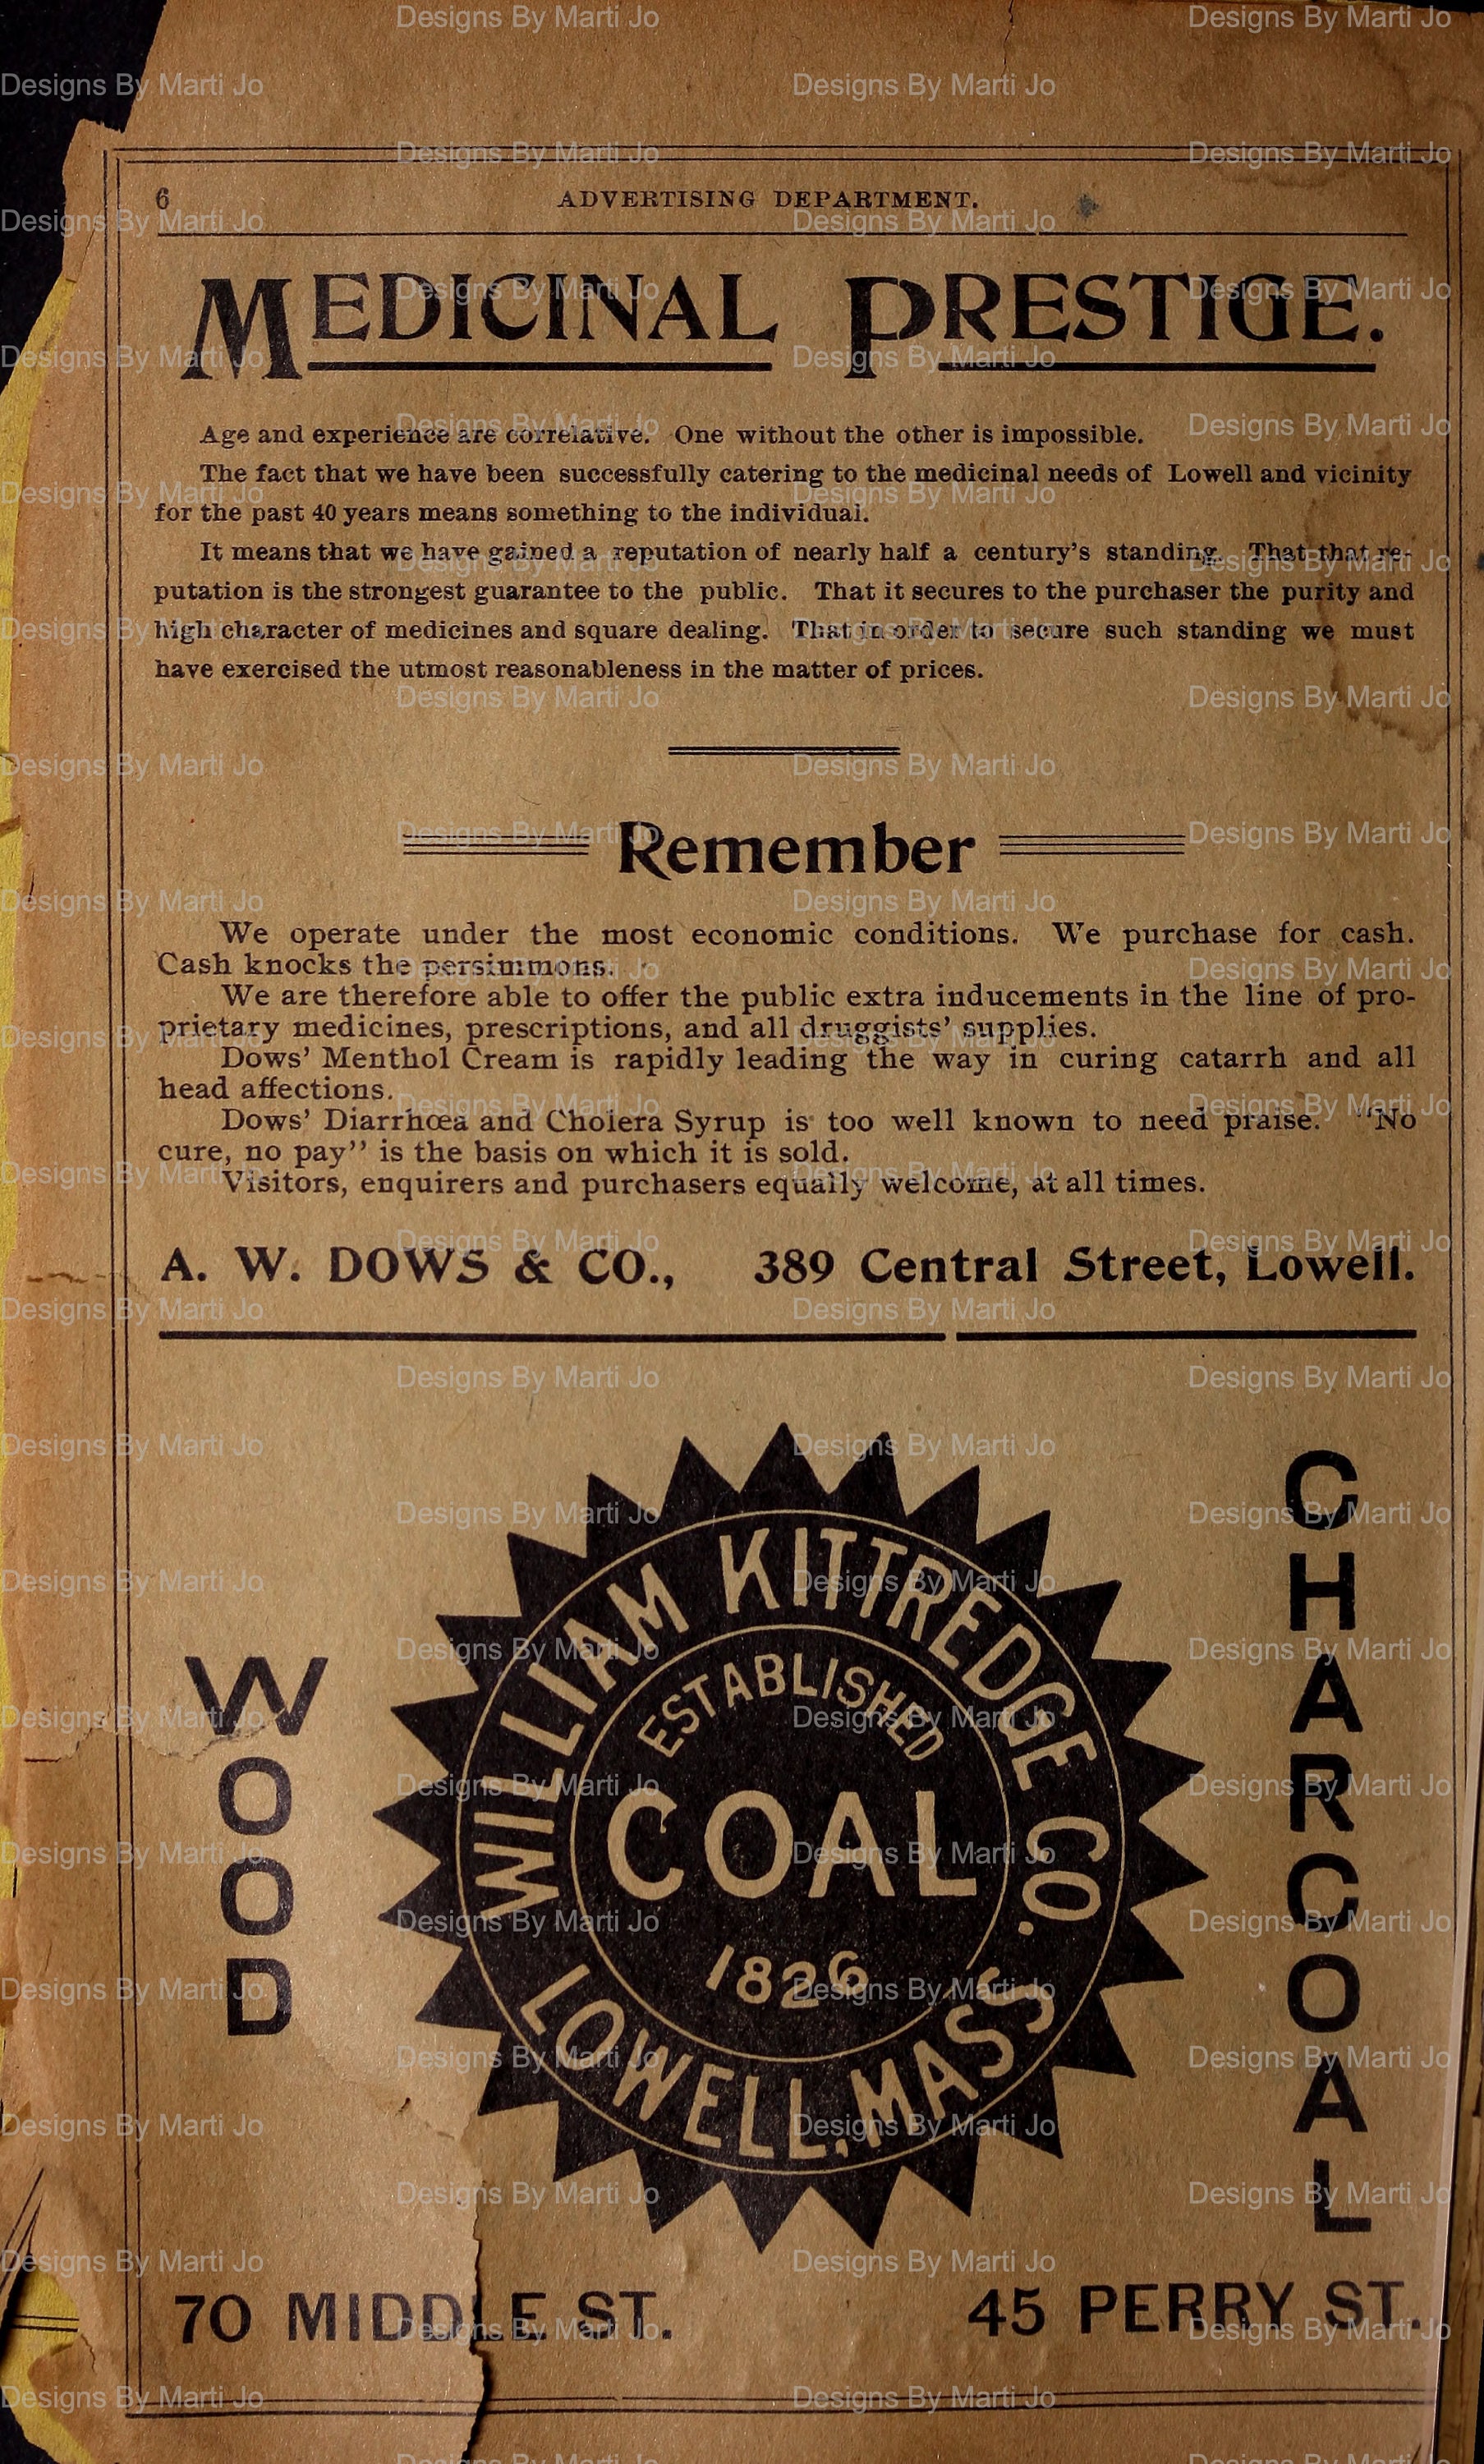 6 ADVERTISING DEPARTMENT.
MEDICINAL PRESTIGE.
Age and experience are correlative. One without the other is impossible.
The fact that we have been successfully catering to the medicinal needs of Lowell and vicinity
for the past 40 years means something to the individual.
It means that we have gained a reputation of nearly half a century's standing. That that re-
putation is the strongest guarantee to the public. That it secures to the purchaser the purity and
high character of medicines and square dealing. That in order to secure such standing we must
have exercised the utmost reasonableness in the matter of prices.
Remember
We operate under the most economic conditions. We purchase for cash.
Cash knocks the persimmons.
We are therefore able to offer the public extra inducements in the line of pro-
prietary medicines, prescriptions, and all druggists' supplies.
Dows' Menthol Cream is rapidly leading the way in curing catarrh and all
head affections.
Dows' Diarrhœa and Cholera Syrup is too well known to need praise. "No
cure, no pay" is the basis on which it is sold.
Visitors, enquirers and purchasers equally welcome, at all times.
A. W. DOWS & CO., 389 Central Street, Lowell.
WOOD
WILLIAM KITTREDGE CO.
ESTABLISHED
COAL
1826
LOWELL, MASS
CHARCOAL
70 MIDDLE ST. 45 PERRY ST.
Designs By Marti Jo